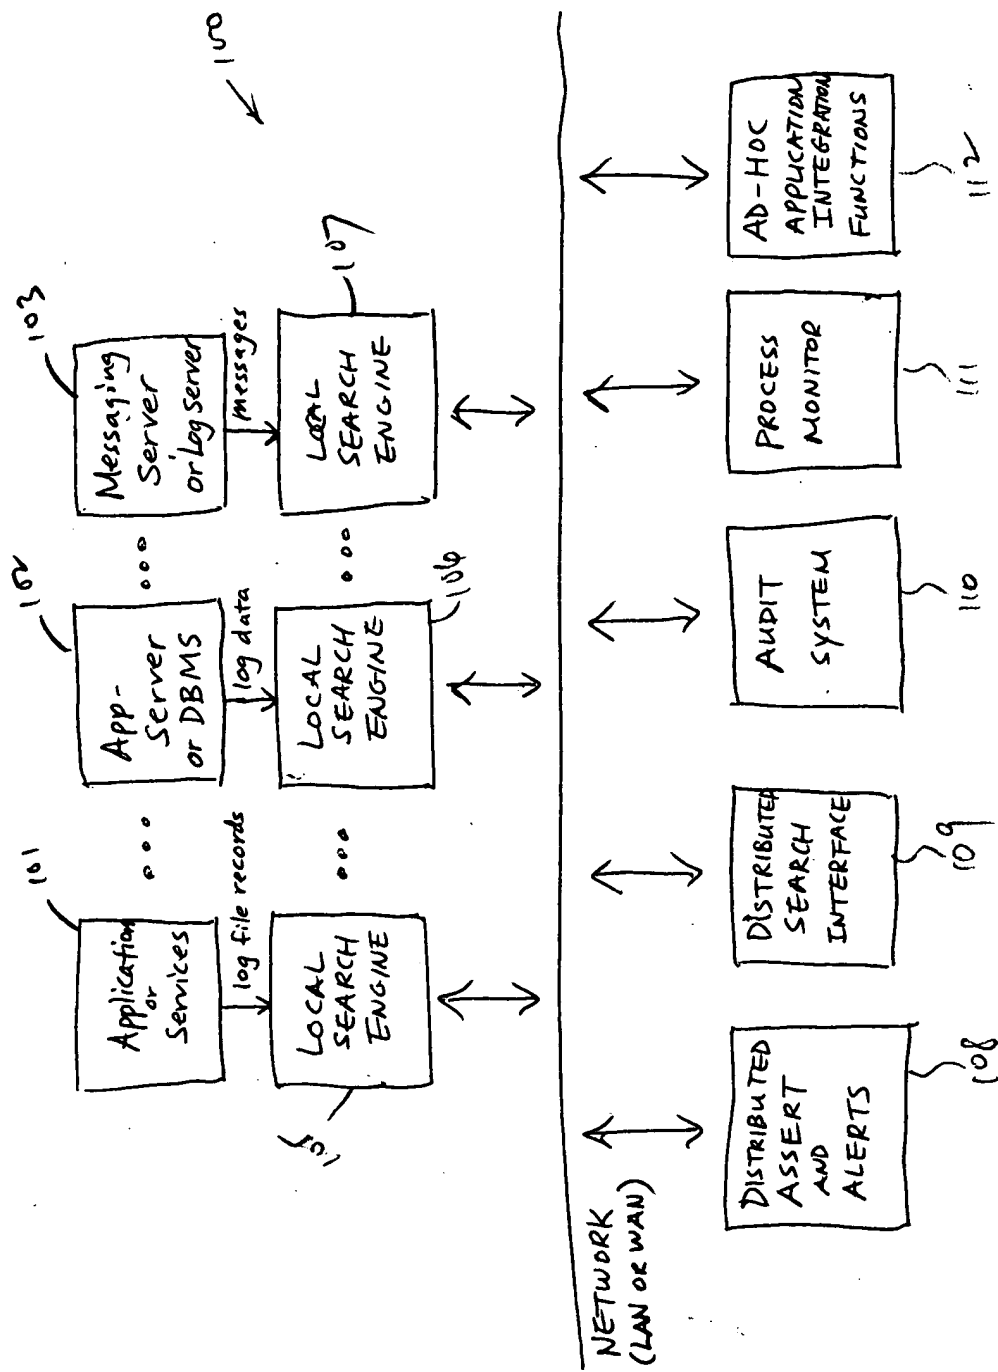 100
101
Application
or
Services
102
App-
Server
or DBMS
103
Messaging
Server
or Log Server
log file records
log data
messages
105
LOCAL
SEARCH
ENGINE
106
LOCAL
SEARCH
ENGINE
107
LOCAL
SEARCH
ENGINE
NETWORK
(LAN OR WAN)
DISTRIBUTED
ASSERT
AND
ALERTS
108
DISTRIBUTED
SEARCH
INTERFACE
109
AUDIT
SYSTEM
110
PROCESS
MONITOR
111
AD-HOC
APPLICATION
INTEGRATION
FUNCTIONS
112